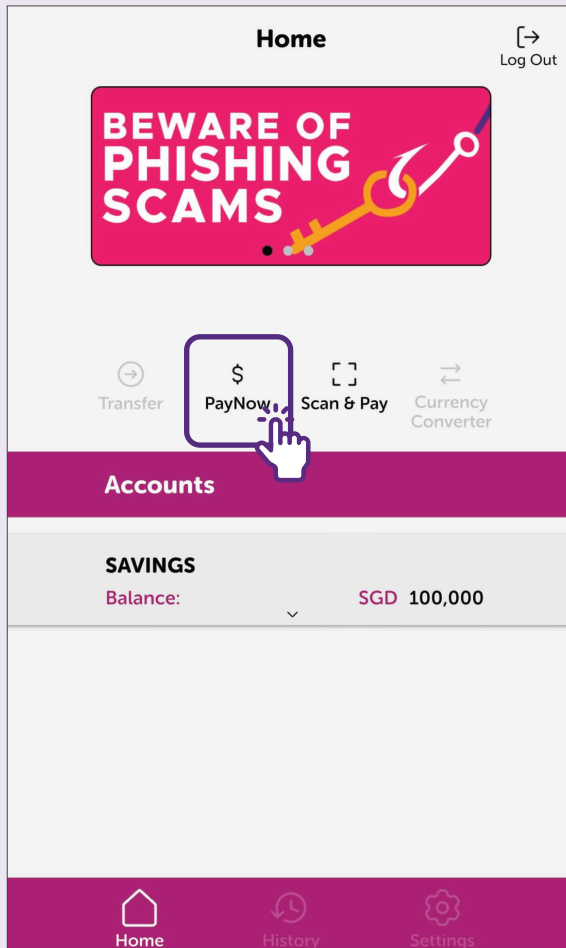 Home
Log Out
BEWARE OF
PHISHING
SCAMS
Transfer
$
PayNow
Scan & Pay
Currency
Converter
Accounts
SAVINGS
Balance: SGD 100,000
Home
History
Settings